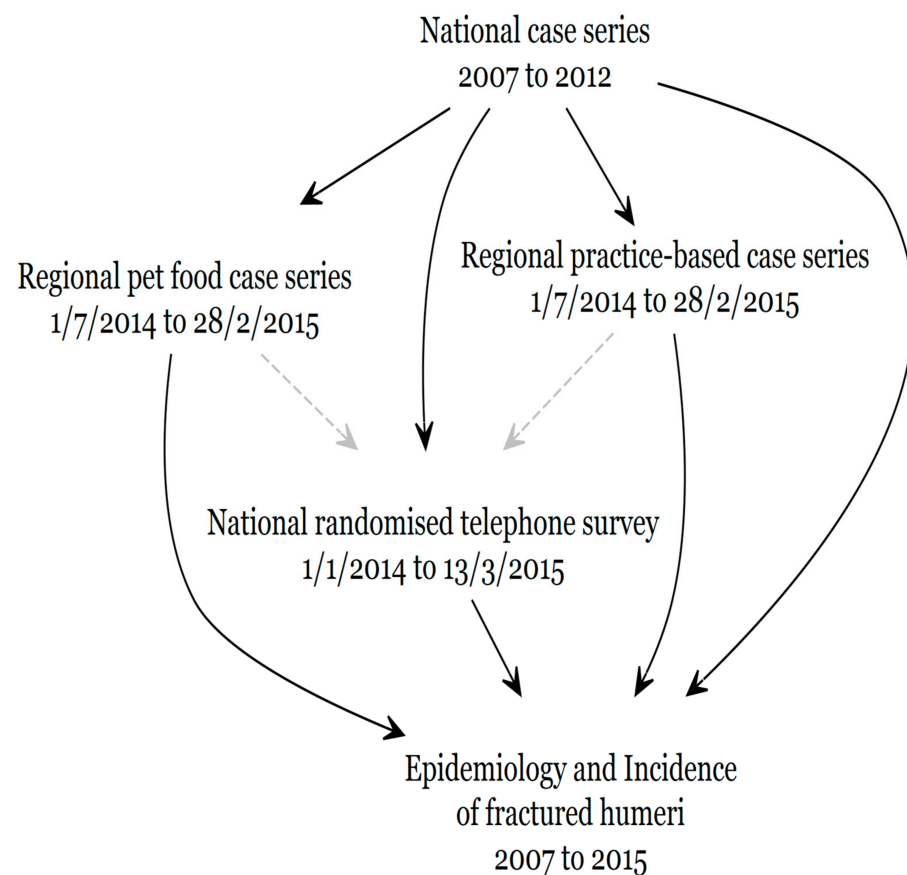 National case series
2007 to 2012
Regional pet food case series
1/7/2014 to 28/2/2015
Regional practice-based case series
1/7/2014 to 28/2/2015
National randomised telephone survey
1/1/2014 to 13/3/2015
Epidemiology and Incidence
of fractured humeri
2007 to 2015